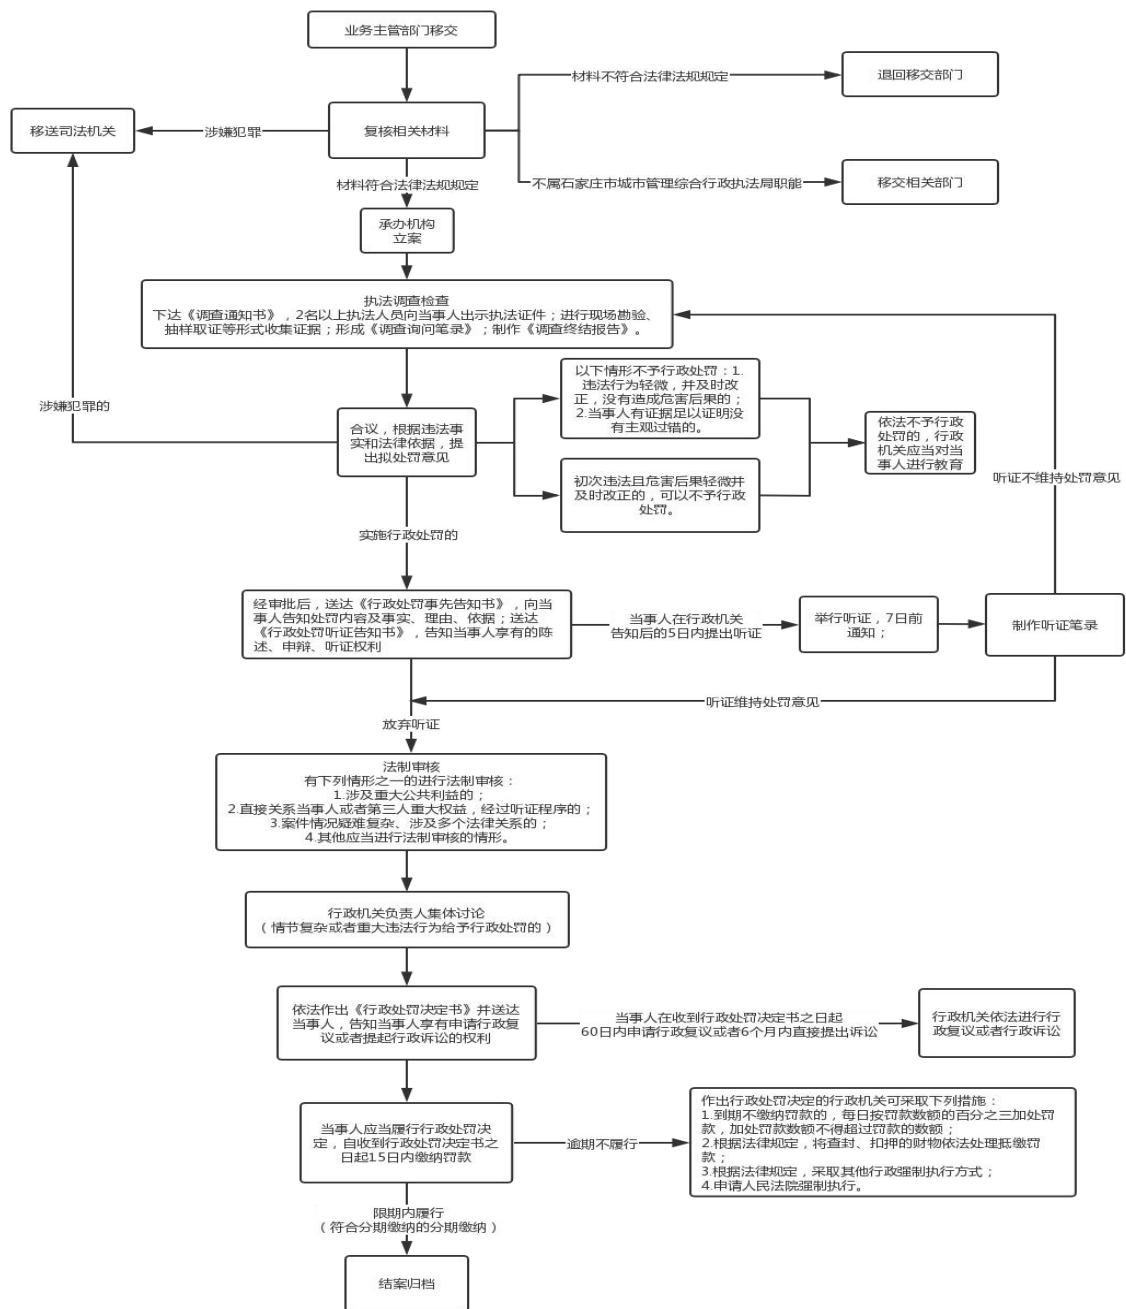 业务主管部门移交
材料不符合法律法规规定
退回移交部门
移送司法机关
涉嫌犯罪
复核相关材料
不属石家庄市城市管理综合行政执法局职能
移交相关部门
材料符合法律法规规定
承办机构
立案
执法调查检查
下达《调查通知书》，2名以上执法人员向当事人出示执法证件；进行现场勘验、
抽样取证等形式收集证据；形成《调查询问笔录》；制作《调查终结报告》。
涉嫌犯罪的
合议，根据违法事
实和法律依据，提
出拟处罚意见
以下情形不予行政处罚：1.
违法行为轻微，并及时改
正，没有造成危害后果的；
2.当事人有证据足以证明没
有主观过错的。
初次违法且危害后果轻微并
及时改正的，可以不予行政
处罚。
依法不予行政
处罚的，行政
机关应当对当
事人进行教育
听证不维持处罚意见
实施行政处罚的
经审批后，送达《行政处罚事先告知书》，向当
事人告知处罚内容及事实、理由、依据；送达
《行政处罚听证告知书》，告知当事人享有的陈
述、申辩、听证权利
当事人在行政机关
告知后的5日内提出听证
举行听证，7日前
通知；
制作听证笔录
听证维持处罚意见
放弃听证
法制审核
有下列情形之一的进行法制审核：
1.涉及重大公共利益的；
2.直接关系当事人或者第三人重大权益，经过听证程序的；
3.案件情况疑难复杂、涉及多个法律关系的；
4.其他应当进行法制审核的情形。
行政机关负责人集体讨论
（情节复杂或者重大违法行为给予行政处罚的）
依法作出《行政处罚决定书》并送达
当事人，告知当事人享有申请行政复
议或者提起行政诉讼的权利
当事人在收到行政处罚决定书之日起
60日内申请行政复议或者6个月内直接提出诉讼
行政机关依法进行行
政复议或者行政诉讼
当事人应当履行行政处罚决
定，自收到行政处罚决定书之
日起15日内缴纳罚款
逾期不履行
作出行政处罚决定的行政机关可采取下列措施：
1.到期不缴纳罚款的，每日按罚款数额的百分之三加处罚
款，加处罚款数额不得超过罚款的数额；
2.根据法律规定，将查封、扣押的财物依法处理抵缴罚
款；
3.根据法律规定，采取其他行政强制执行方式；
4.申请人民法院强制执行。
限期内履行
（符合分期缴纳的分期缴纳）
结案归档